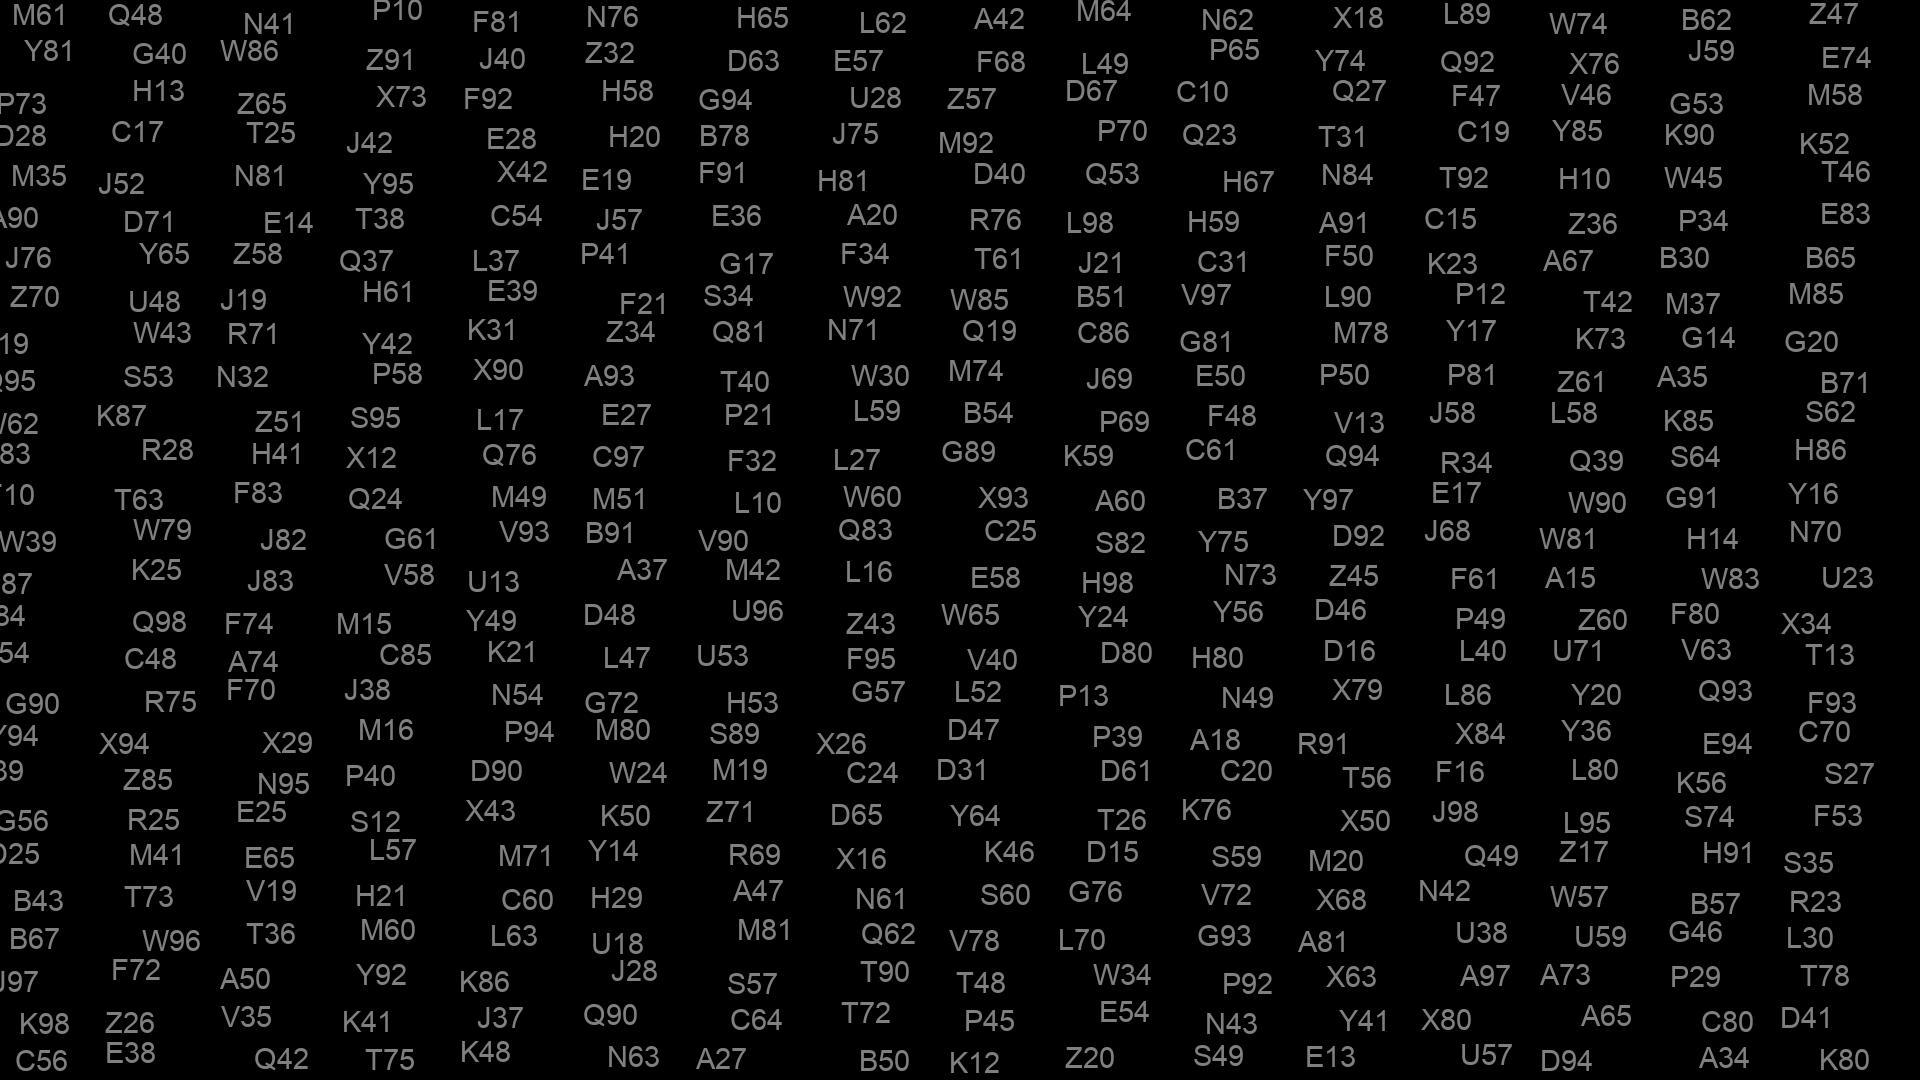 M61 Q48 N41 P10 F81 N76 H65 L62 A42 M64 N62 X18 L89 W74 B62 Z47
Y81 G40 W86 Z91 J40 Z32 D63 E57 F68 L49 P65 Y74 Q92 X76 J59 E74
P73 H13 Z65 X73 F92 H58 G94 U28 Z57 D67 C10 Q27 F47 V46 G53 M58
D28 C17 T25 J42 E28 H20 B78 J75 M92 P70 Q23 T31 C19 Y85 K90 K52
M35 J52 N81 Y95 X42 E19 F91 H81 D40 Q53 H67 N84 T92 H10 W45 T46
A90 D71 E14 T38 C54 J57 E36 A20 R76 L98 H59 A91 C15 Z36 P34 E83
J76 Y65 Z58 Q37 L37 P41 G17 F34 T61 J21 C31 F50 K23 A67 B30 B65
Z70 U48 J19 H61 E39 F21 S34 W92 W85 B51 V97 L90 P12 T42 M37 M85
19 W43 R71 Y42 K31 Z34 Q81 N71 Q19 C86 G81 M78 Y17 K73 G14 G20
95 S53 N32 P58 X90 A93 T40 W30 M74 J69 E50 P50 P81 Z61 A35 B71
W62 K87 Z51 S95 L17 E27 P21 L59 B54 P69 F48 V13 J58 L58 K85 S62
83 R28 H41 X12 Q76 C97 F32 L27 G89 K59 C61 Q94 R34 Q39 S64 H86
10 T63 F83 Q24 M49 M51 L10 W60 X93 A60 B37 Y97 E17 W90 G91 Y16
W39 W79 J82 G61 V93 B91 V90 Q83 C25 S82 Y75 D92 J68 W81 H14 N70
87 K25 J83 V58 U13 A37 M42 L16 E58 H98 N73 Z45 F61 A15 W83 U23
84 Q98 F74 M15 Y49 D48 U96 Z43 W65 Y24 Y56 D46 P49 Z60 F80 X34
54 C48 A74 C85 K21 L47 U53 F95 V40 D80 H80 D16 L40 U71 V63 T13
G90 R75 F70 J38 N54 G72 H53 G57 L52 P13 N49 X79 L86 Y20 Q93 F93
Y94 X94 X29 M16 P94 M80 S89 X26 D47 P39 A18 R91 X84 Y36 E94 C70
39 Z85 N95 P40 D90 W24 M19 C24 D31 D61 C20 T56 F16 L80 K56 S27
G56 R25 E25 S12 X43 K50 Z71 D65 Y64 T26 K76 X50 J98 L95 S74 F53
D25 M41 E65 L57 M71 Y14 R69 X16 K46 D15 S59 M20 Q49 Z17 H91 S35
B43 T73 V19 H21 C60 H29 A47 N61 S60 G76 V72 X68 N42 W57 B57 R23
B67 W96 T36 M60 L63 U18 M81 Q62 V78 L70 G93 A81 U38 U59 G46 L30
J97 F72 A50 Y92 K86 J28 S57 T90 T48 W34 P92 X63 A97 A73 P29 T78
K98 Z26 V35 K41 J37 Q90 C64 T72 P45 E54 N43 Y41 X80 A65 C80 D41
C56 E38 Q42 T75 K48 N63 A27 B50 K12 Z20 S49 E13 U57 D94 A34 K80